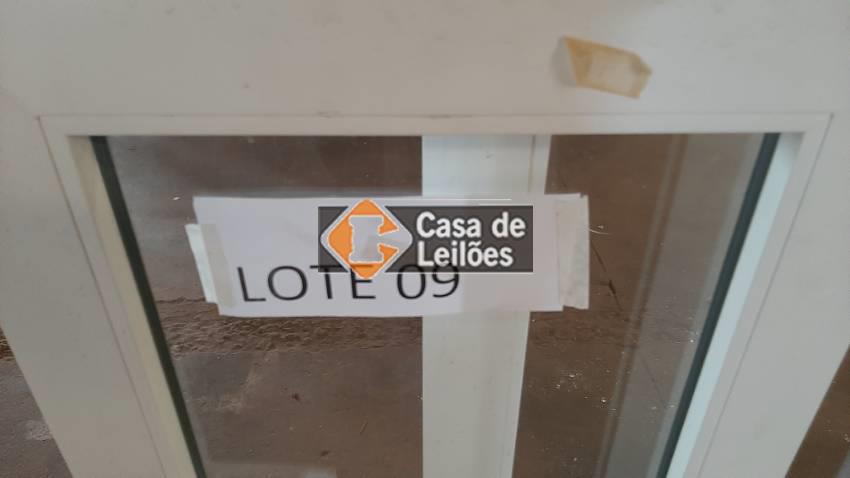 Casa de
Leilões
LOTE 09